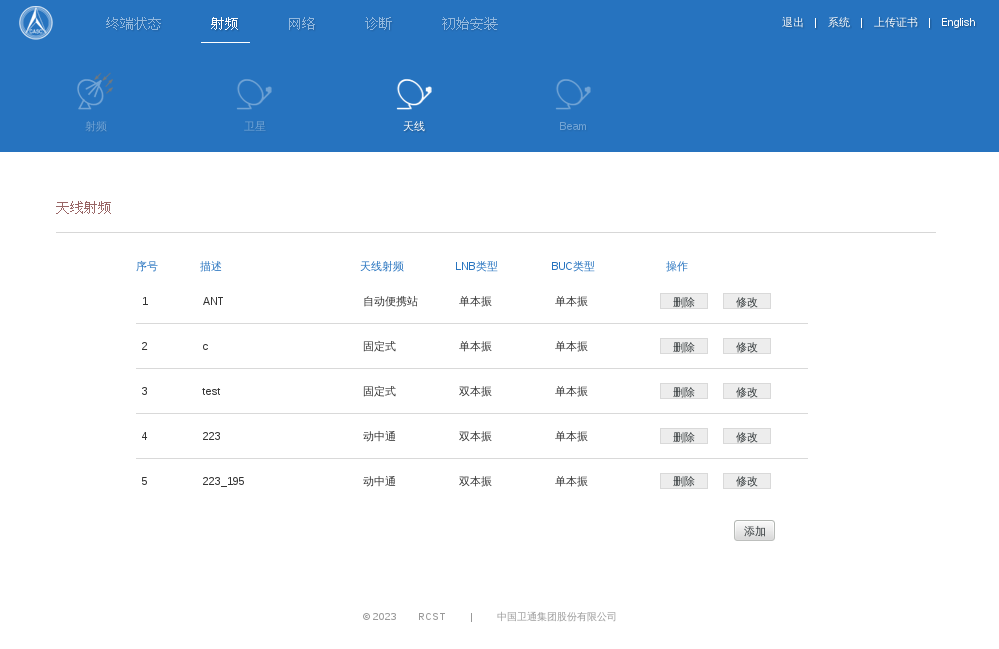 终端状态 射频 网络 诊断 初始安装 退出 | 系统 | 上传证书 | English
CASC
射频 卫星 天线 Beam
天线射频
序号 描述 天线射频 LNB类型 BUC类型 操作
1 ANT 自动便携站 单本振 单本振 删除 修改
2 c 固定式 单本振 单本振 删除 修改
3 test 固定式 双本振 单本振 删除 修改
4 223 动中通 双本振 单本振 删除 修改
5 223_195 动中通 双本振 单本振 删除 修改
添加
© 2023 RCST | 中国卫通集团股份有限公司